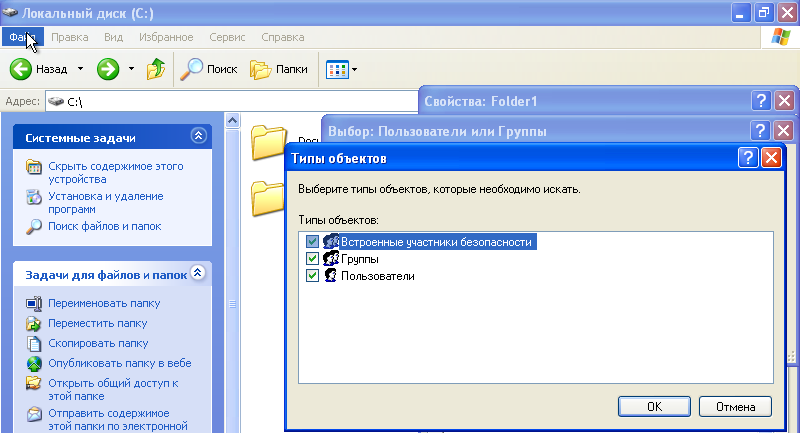 Локальный диск (C:)
Файл Правка Вид Избранное Сервис Справка
Назад Поиск Папки
Адрес: C:\
Свойства: Folder1
Выбор: Пользователи или Группы
Системные задачи
Скрыть содержимое этого
устройства
Установка и удаление
программ
Поиск файлов и папок
Задачи для файлов и папок
Переименовать папку
Переместить папку
Скопировать папку
Опубликовать папку в вебе
Открыть общий доступ к
этой папке
Отправить содержимое
этой папки по электронной
Типы объектов
Выберите типы объектов, которые необходимо искать.
Типы объектов:
Встроенные участники безопасности
Группы
Пользователи
OK Отмена